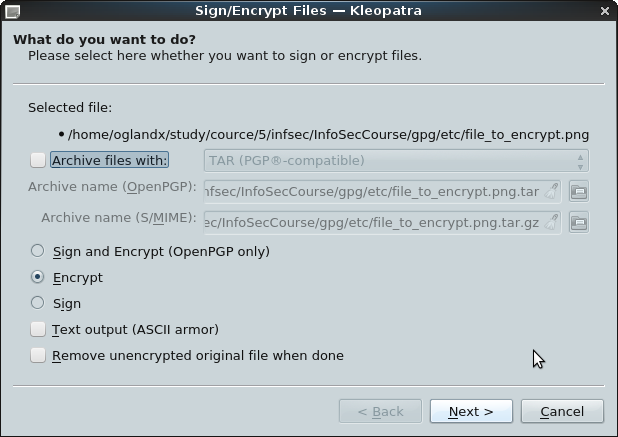 Sign/Encrypt Files — Kleopatra
What do you want to do?
Please select here whether you want to sign or encrypt files.
Selected file:
• /home/oglandx/study/cource/5/infsec/InfoSecCourse/gpg/etc/file_to_encrypt.png
Archive files with: TAR (PGP®-compatible)
Archive name (OpenPGP): nfsec/InfoSecCourse/gpg/etc/file_to_encrypt.png.tar
Archive name (S/MIME): ec/InfoSecCourse/gpg/etc/file_to_encrypt.png.tar.gz
Sign and Encrypt (OpenPGP only)
Encrypt
Sign
Text output (ASCII armor)
Remove unencrypted original file when done
< Back Next > Cancel